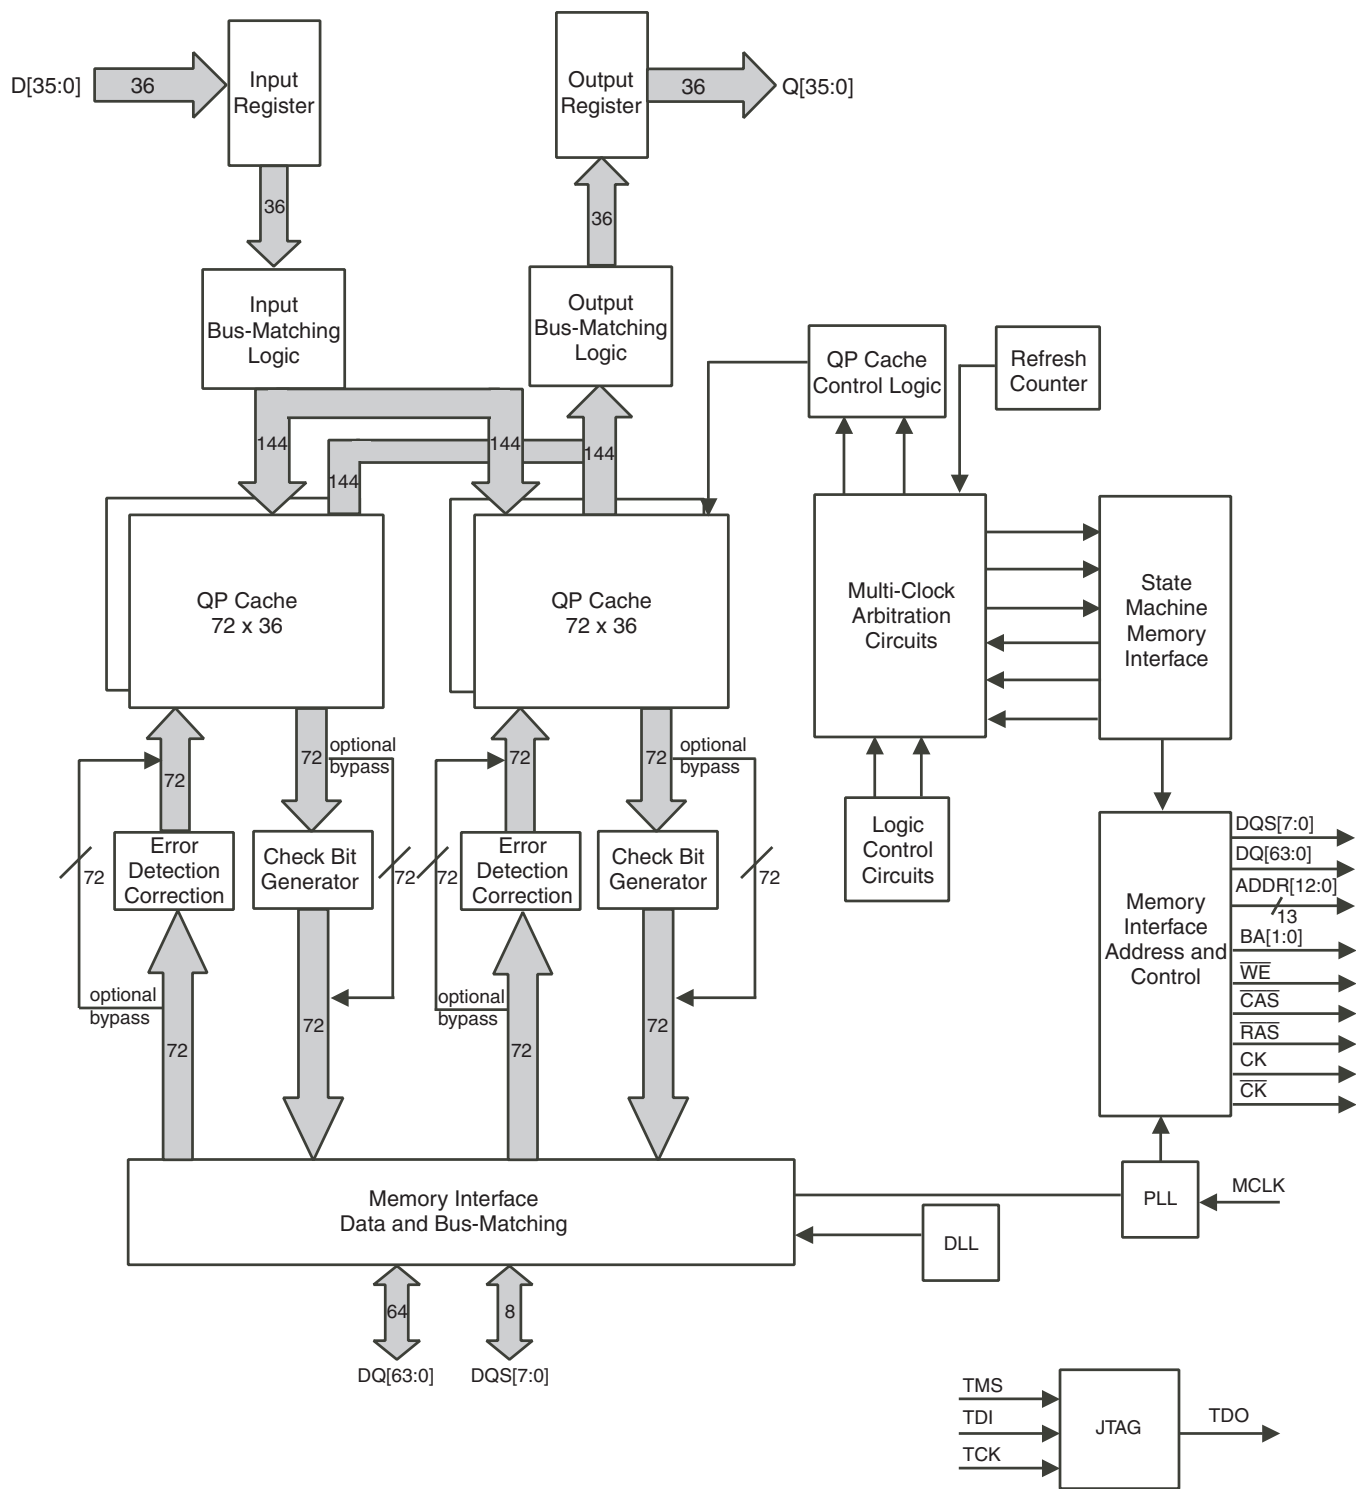 D[35:0]
36
Input
Register
Output
Register
36
Q[35:0]
36
36
Input
Bus-Matching
Logic
Output
Bus-Matching
Logic
QP Cache
Control Logic
Refresh
Counter
144
144
144
144
QP Cache
72 x 36
QP Cache
72 x 36
Multi-Clock
Arbitration
Circuits
State
Machine
Memory
Interface
72
72
optional
bypass
72
72
optional
bypass
Error
Detection
Correction
Check Bit
Generator
Error
Detection
Correction
Check Bit
Generator
72
72
72
72
Logic
Control
Circuits
Memory
Interface
Address and
Control
DQS[7:0]
DQ[63:0]
ADDR[12:0]
13
BA[1:0]
W̅E̅
C̅A̅S̅
R̅A̅S̅
CK
C̅K̅
optional
bypass
optional
bypass
72
72
72
72
Memory Interface
Data and Bus-Matching
PLL
MCLK
DLL
64
8
DQ[63:0]
DQS[7:0]
TMS
TDI
TCK
JTAG
TDO